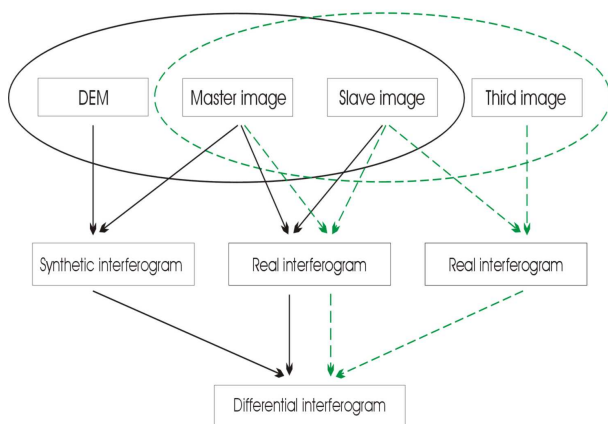 DEM
Master image
Slave image
Third image
Synthetic interferogram
Real interferogram
Real interferogram
Differential interferogram